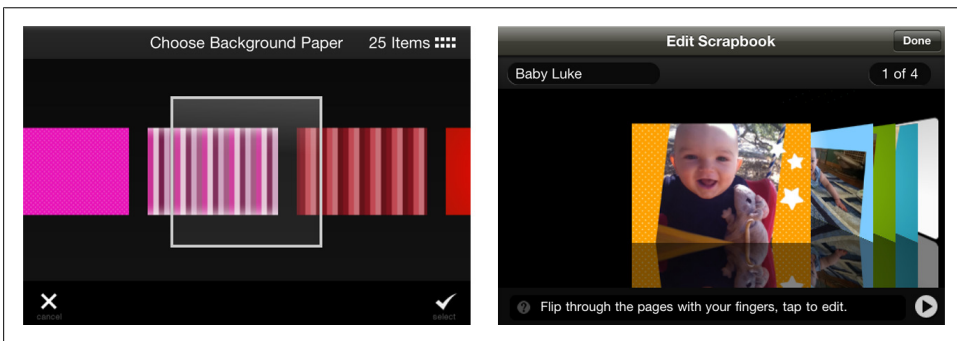 Choose Background Paper 25 Items
cancel
select
Edit Scrapbook Done
Baby Luke 1 of 4
? Flip through the pages with your fingers, tap to edit.